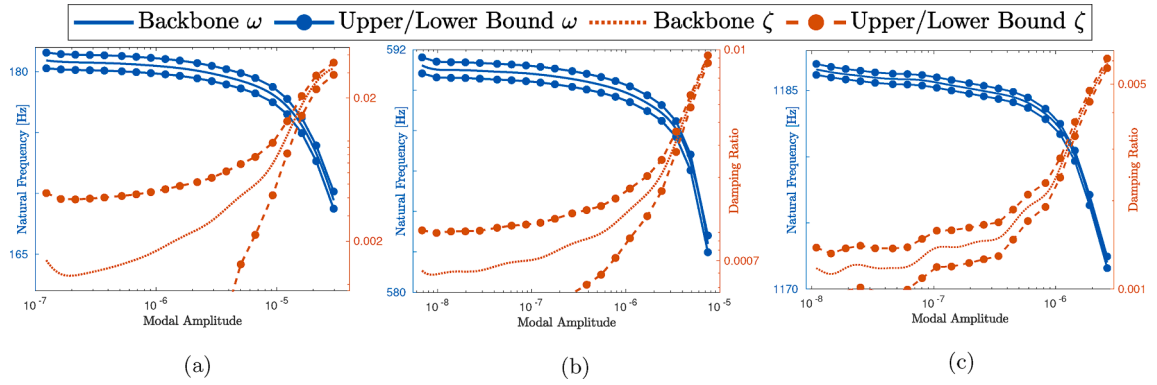 Backbone ω Upper/Lower Bound ω Backbone ζ Upper/Lower Bound ζ
180
165
Natural Frequency [Hz]
0.02
0.002
10⁻⁷ 10⁻⁶ 10⁻⁵
Modal Amplitude
(a)
592
580
Natural Frequency [Hz]
0.01
0.0007
Damping Ratio
10⁻⁸ 10⁻⁷ 10⁻⁶ 10⁻⁵
Modal Amplitude
(b)
1185
1170
Natural Frequency [Hz]
0.005
0.001
Damping Ratio
10⁻⁸ 10⁻⁷ 10⁻⁶
Modal Amplitude
(c)